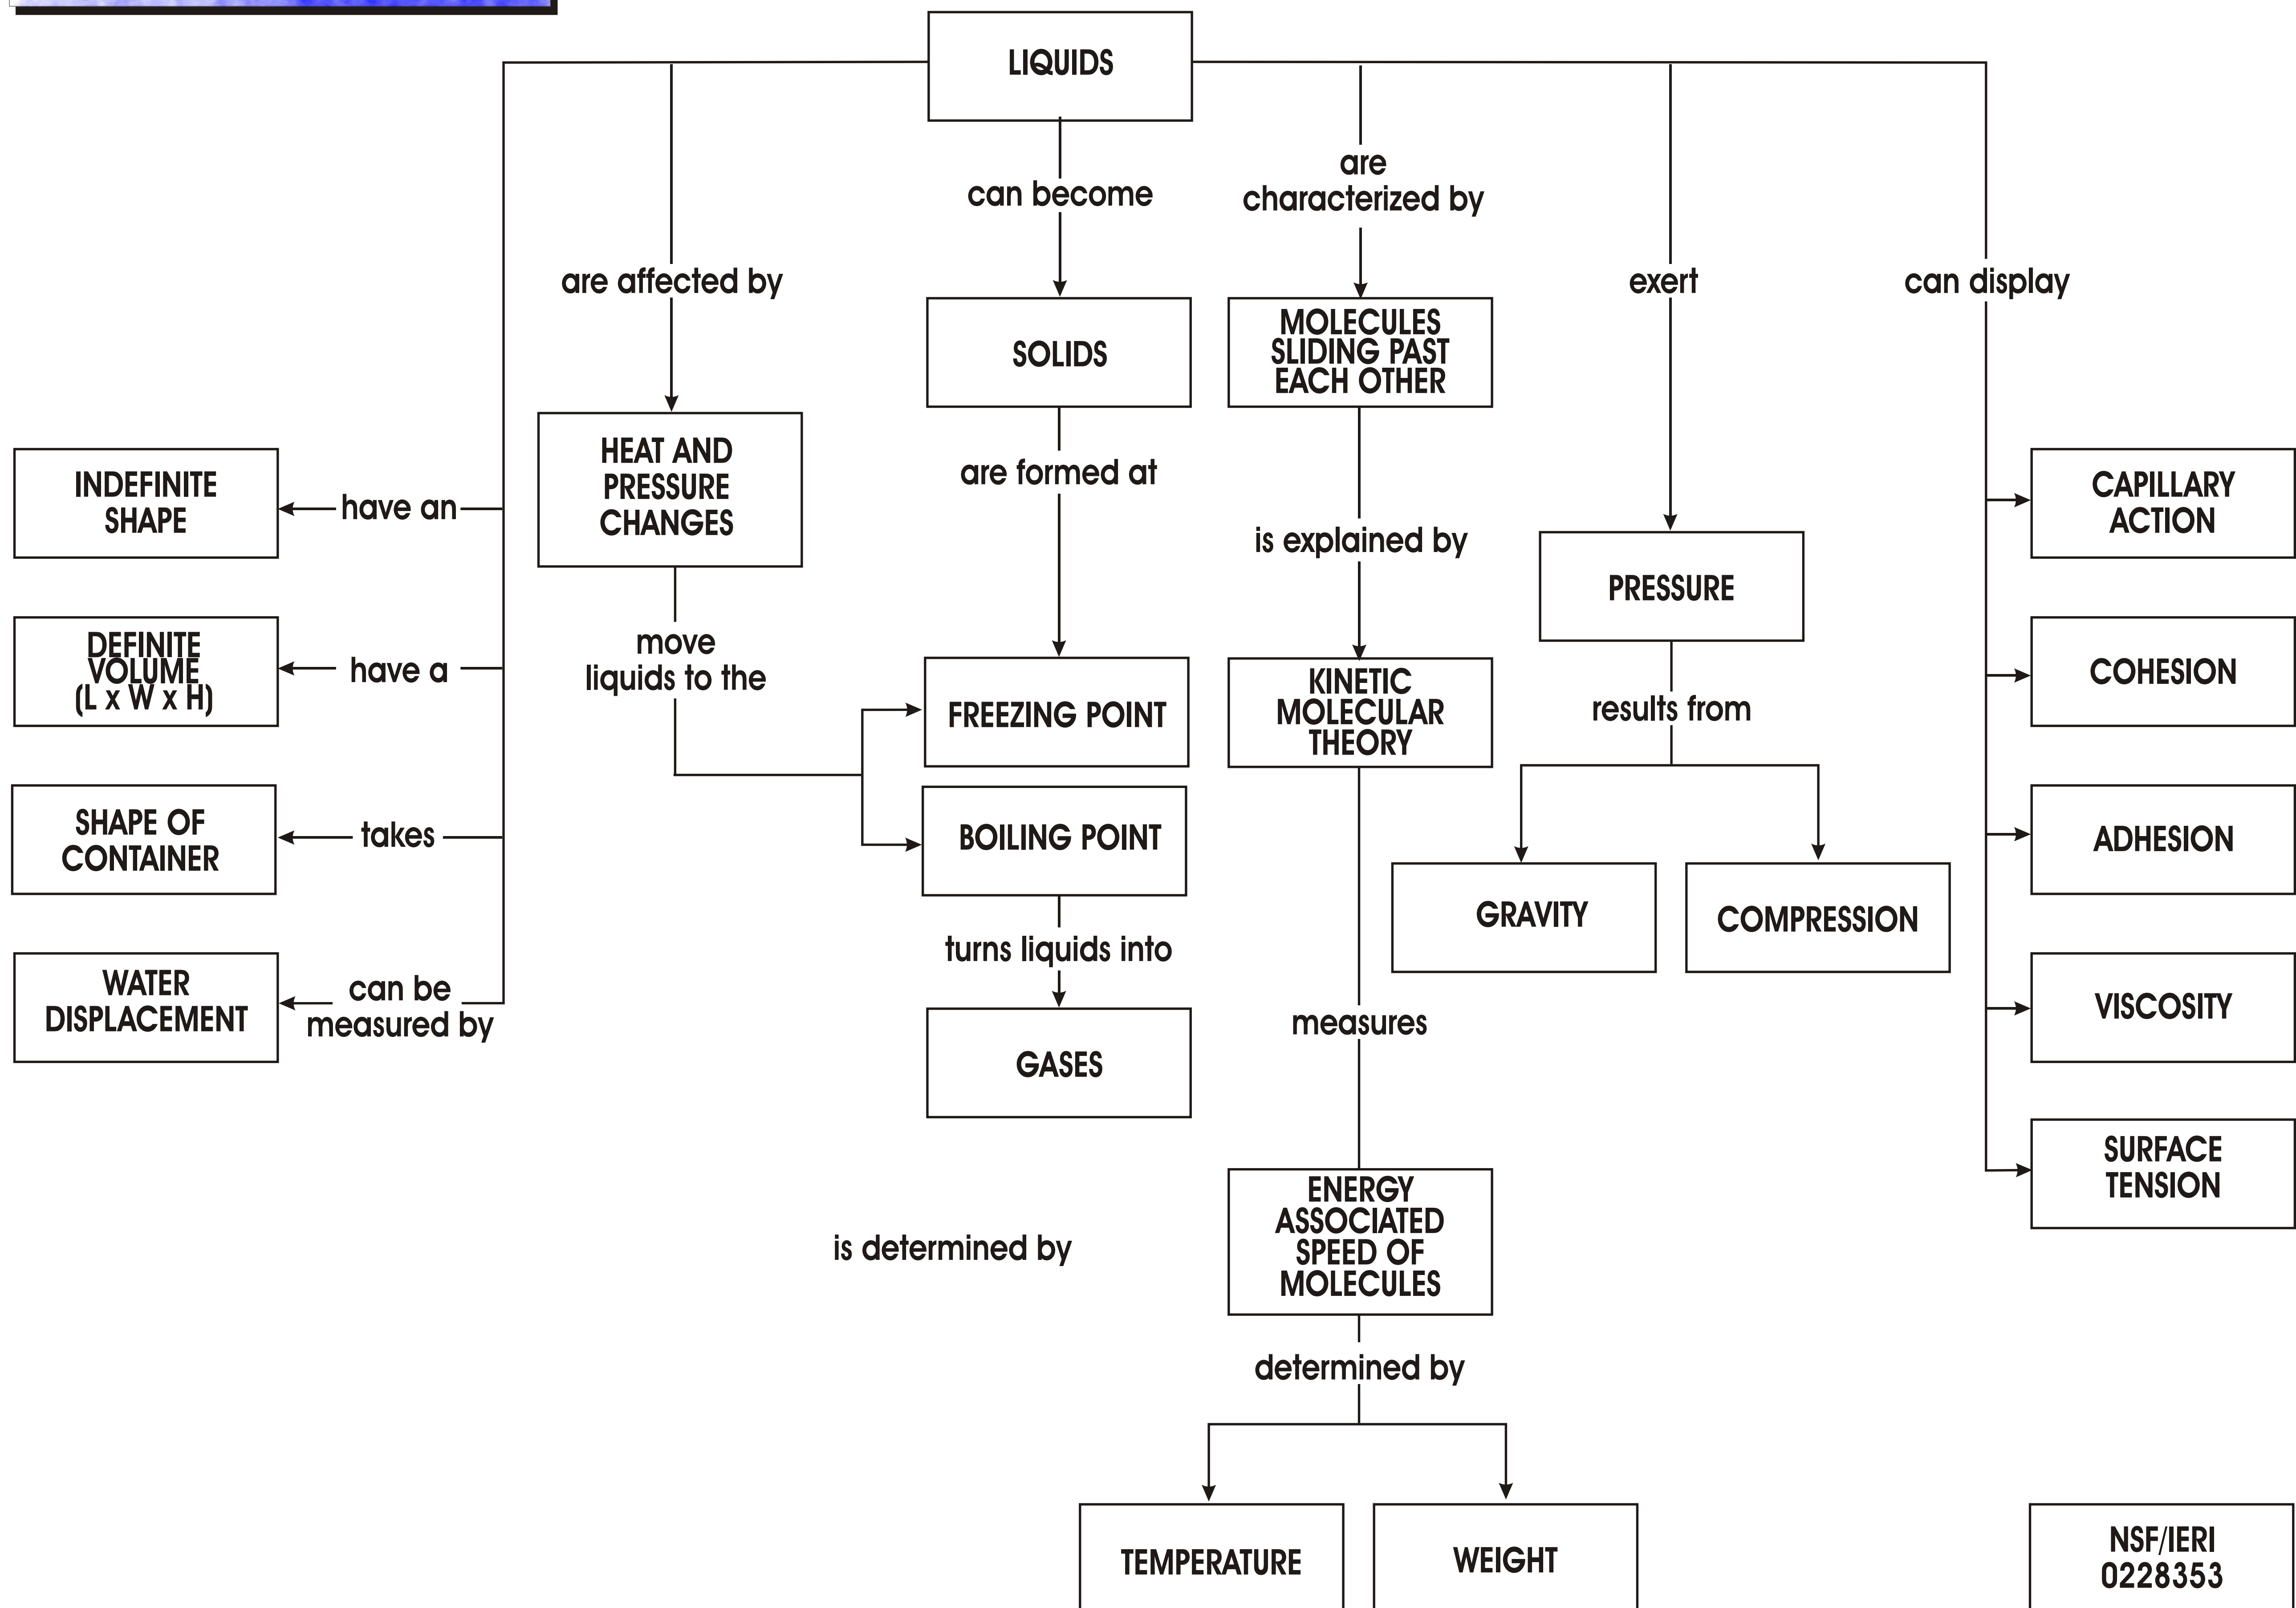 LIQUIDS
have an
INDEFINITE
SHAPE
have a
DEFINITE
VOLUME
(L x W x H)
takes
SHAPE OF
CONTAINER
can be
measured by
WATER
DISPLACEMENT
are affected by
HEAT AND
PRESSURE
CHANGES
move
liquids to the
can become
SOLIDS
are formed at
FREEZING POINT
BOILING POINT
turns liquids into
GASES
is determined by
are
characterized by
MOLECULES
SLIDING PAST
EACH OTHER
is explained by
KINETIC
MOLECULAR
THEORY
measures
ENERGY
ASSOCIATED
SPEED OF
MOLECULES
determined by
TEMPERATURE
WEIGHT
exert
PRESSURE
results from
GRAVITY
COMPRESSION
can display
CAPILLARY
ACTION
COHESION
ADHESION
VISCOSITY
SURFACE
TENSION
NSF/IERI
0228353